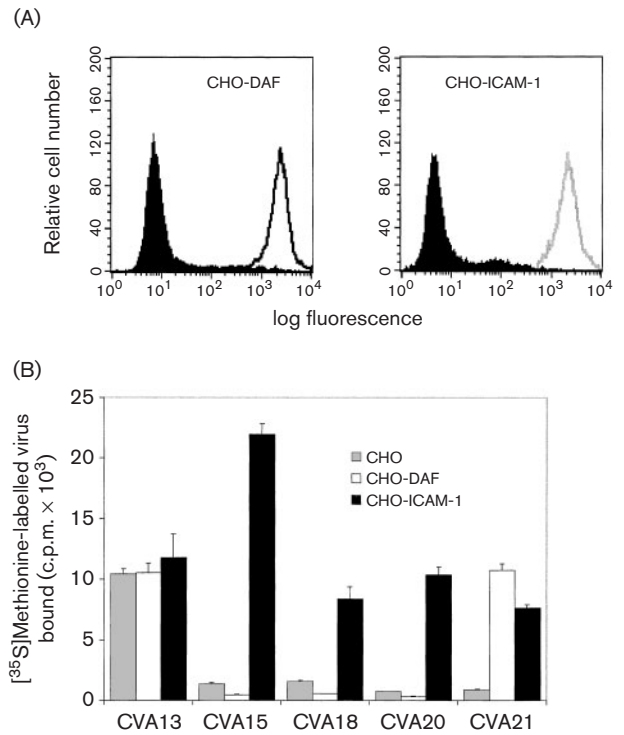 (A)
CHO-DAF
CHO-ICAM-1
Relative cell number
200
160
120
80
40
0
10⁰ 10¹ 10² 10³ 10⁴
200
160
120
80
40
0
10⁰ 10¹ 10² 10³ 10⁴
log fluorescence
(B)
[³⁵S]Methionine-labelled virus
bound (c.p.m. × 10³)
25
20
15
10
5
0
CHO
CHO-DAF
CHO-ICAM-1
CVA13 CVA15 CVA18 CVA20 CVA21